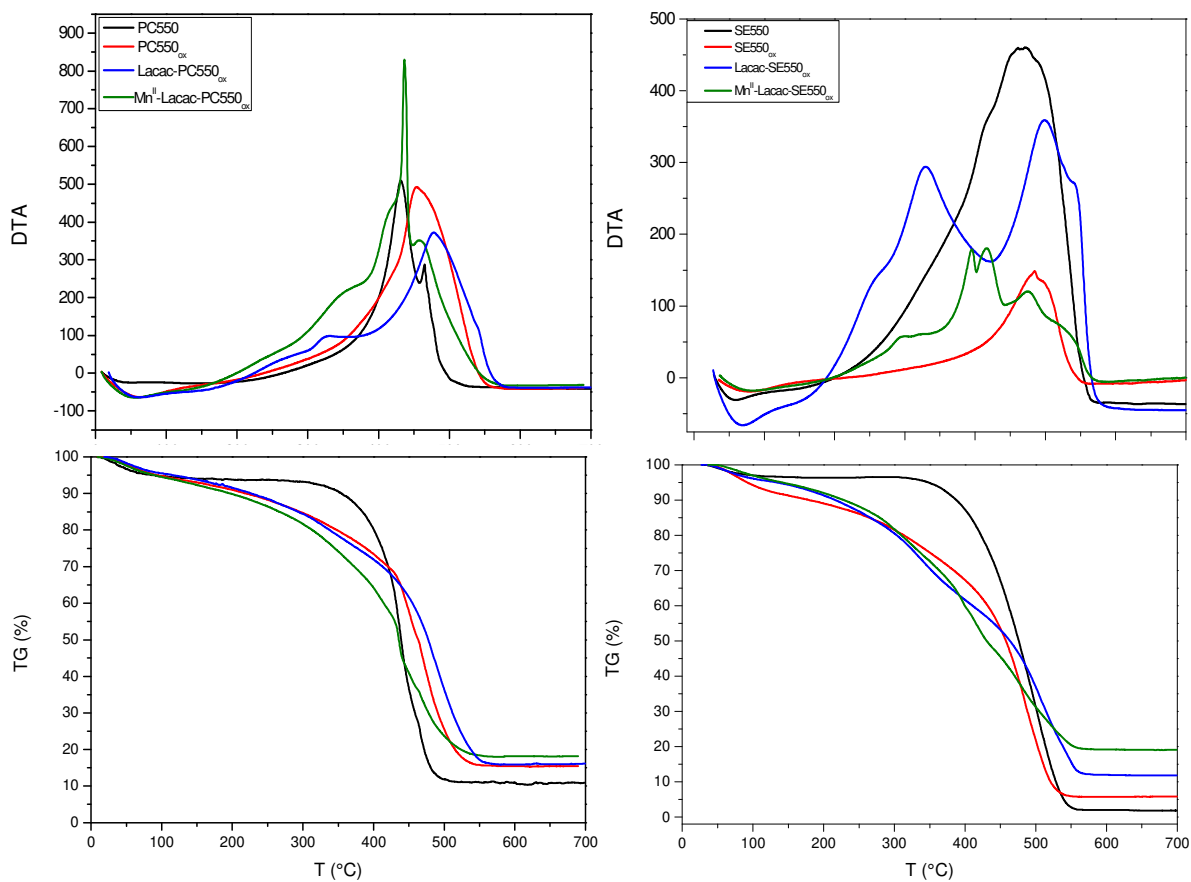 PC550
PC550ox
Lacac-PC550ox
MnII-Lacac-PC550ox
900
800
700
600
500
400
300
200
100
0
-100
DTA
SE550
SE550ox
Lacac-SE550ox
MnII-Lacac-SE550ox
500
400
300
200
100
0
DTA
100
90
80
70
60
50
40
30
20
10
0
TG (%)
0 100 200 300 400 500 600 700
T (°C)
100
90
80
70
60
50
40
30
20
10
0
TG (%)
0 100 200 300 400 500 600 700
T (°C)